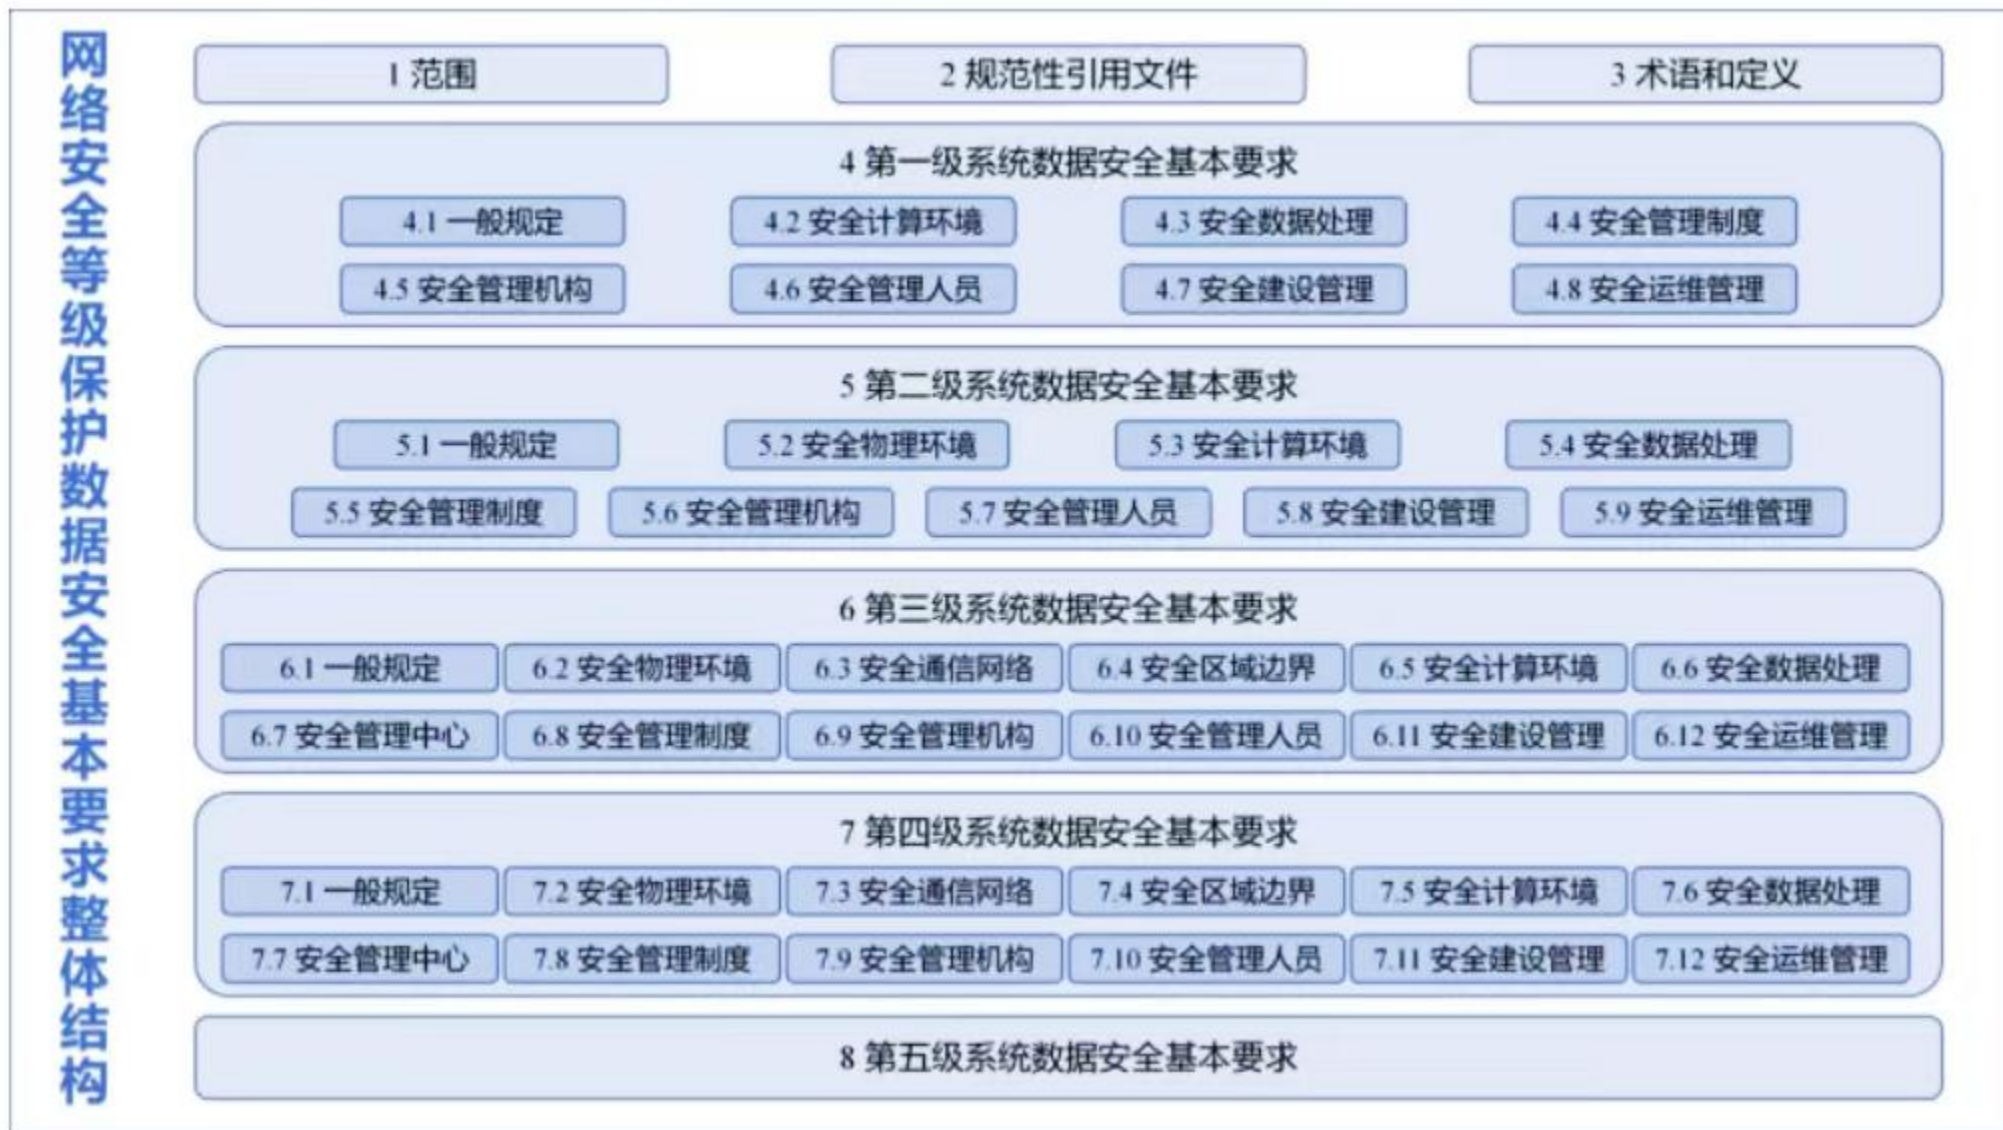 网络安全等级保护数据安全基本要求整体结构
1 范围
2 规范性引用文件
3 术语和定义
4 第一级系统数据安全基本要求
4.1 一般规定
4.2 安全计算环境
4.3 安全数据处理
4.4 安全管理制度
4.5 安全管理机构
4.6 安全管理人员
4.7 安全建设管理
4.8 安全运维管理
5 第二级系统数据安全基本要求
5.1 一般规定
5.2 安全物理环境
5.3 安全计算环境
5.4 安全数据处理
5.5 安全管理制度
5.6 安全管理机构
5.7 安全管理人员
5.8 安全建设管理
5.9 安全运维管理
6 第三级系统数据安全基本要求
6.1 一般规定
6.2 安全物理环境
6.3 安全通信网络
6.4 安全区域边界
6.5 安全计算环境
6.6 安全数据处理
6.7 安全管理中心
6.8 安全管理制度
6.9 安全管理机构
6.10 安全管理人员
6.11 安全建设管理
6.12 安全运维管理
7 第四级系统数据安全基本要求
7.1 一般规定
7.2 安全物理环境
7.3 安全通信网络
7.4 安全区域边界
7.5 安全计算环境
7.6 安全数据处理
7.7 安全管理中心
7.8 安全管理制度
7.9 安全管理机构
7.10 安全管理人员
7.11 安全建设管理
7.12 安全运维管理
8 第五级系统数据安全基本要求